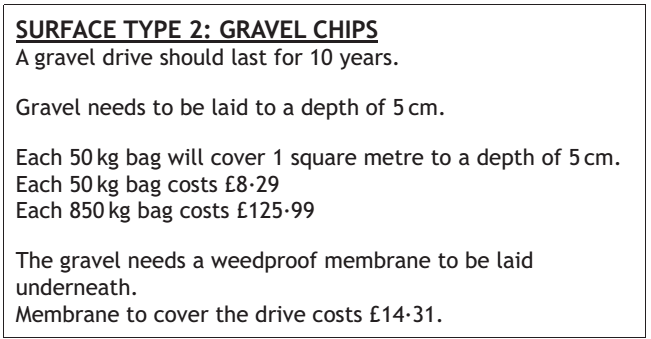 SURFACE TYPE 2: GRAVEL CHIPS
A gravel drive should last for 10 years.
Gravel needs to be laid to a depth of 5 cm.
Each 50 kg bag will cover 1 square metre to a depth of 5 cm.
Each 50 kg bag costs £8·29
Each 850 kg bag costs £125·99
The gravel needs a weedproof membrane to be laid
underneath.
Membrane to cover the drive costs £14·31.